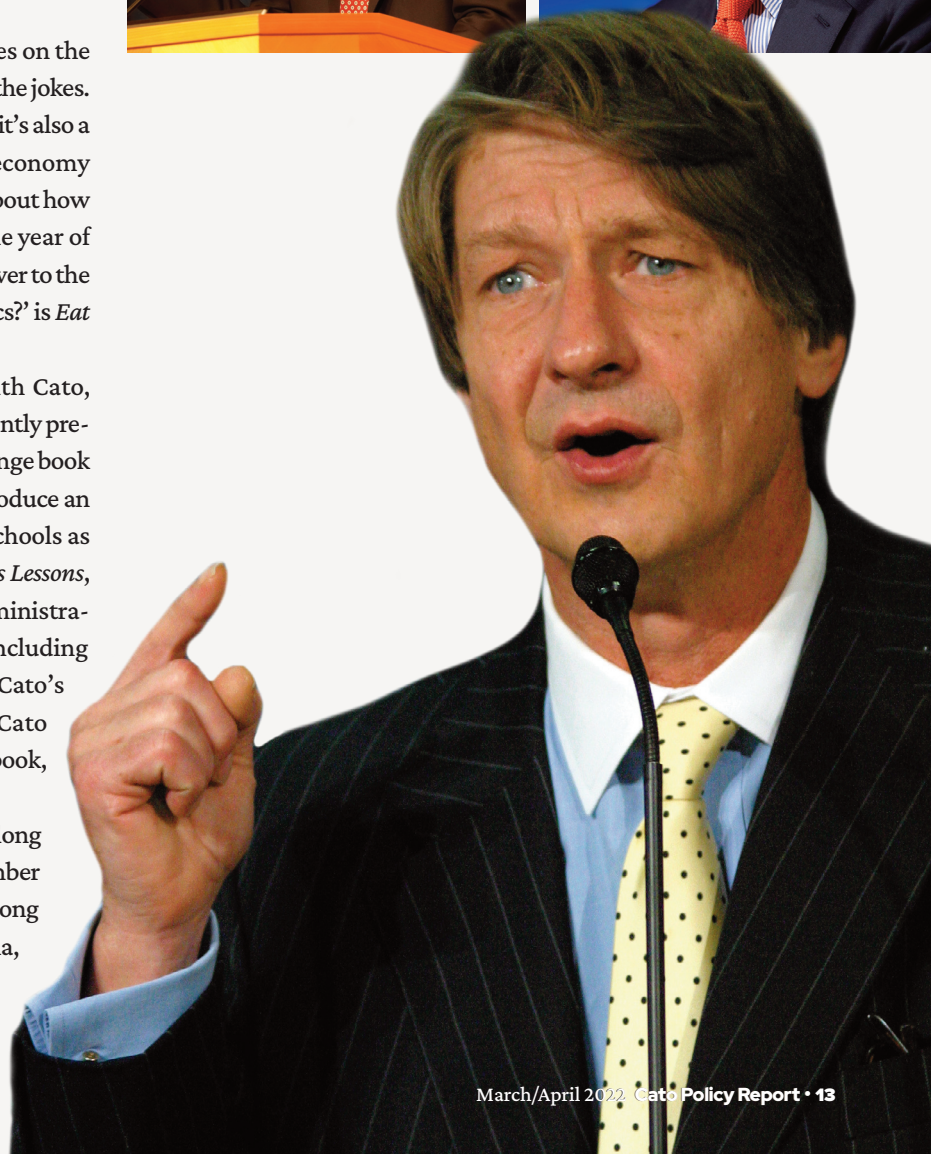 es on the
the jokes.
it’s also a
economy
bout how
e year of
ver to the
cs?’ is Eat
th Cato,
ntly pre-
nge book
oduce an
chools as
s Lessons,
ministra-
ncluding
Cato’s
Cato
book,
long
mber
ong
a,
March/April 2022 Cato Policy Report • 13